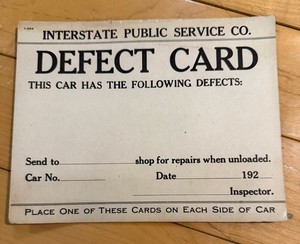 INTERSTATE PUBLIC SERVICE CO.
DEFECT CARD
THIS CAR HAS THE FOLLOWING DEFECTS:
Send to shop for repairs when unloaded.
Car No. Date 192
Inspector.
PLACE ONE OF THESE CARDS ON EACH SIDE OF CAR